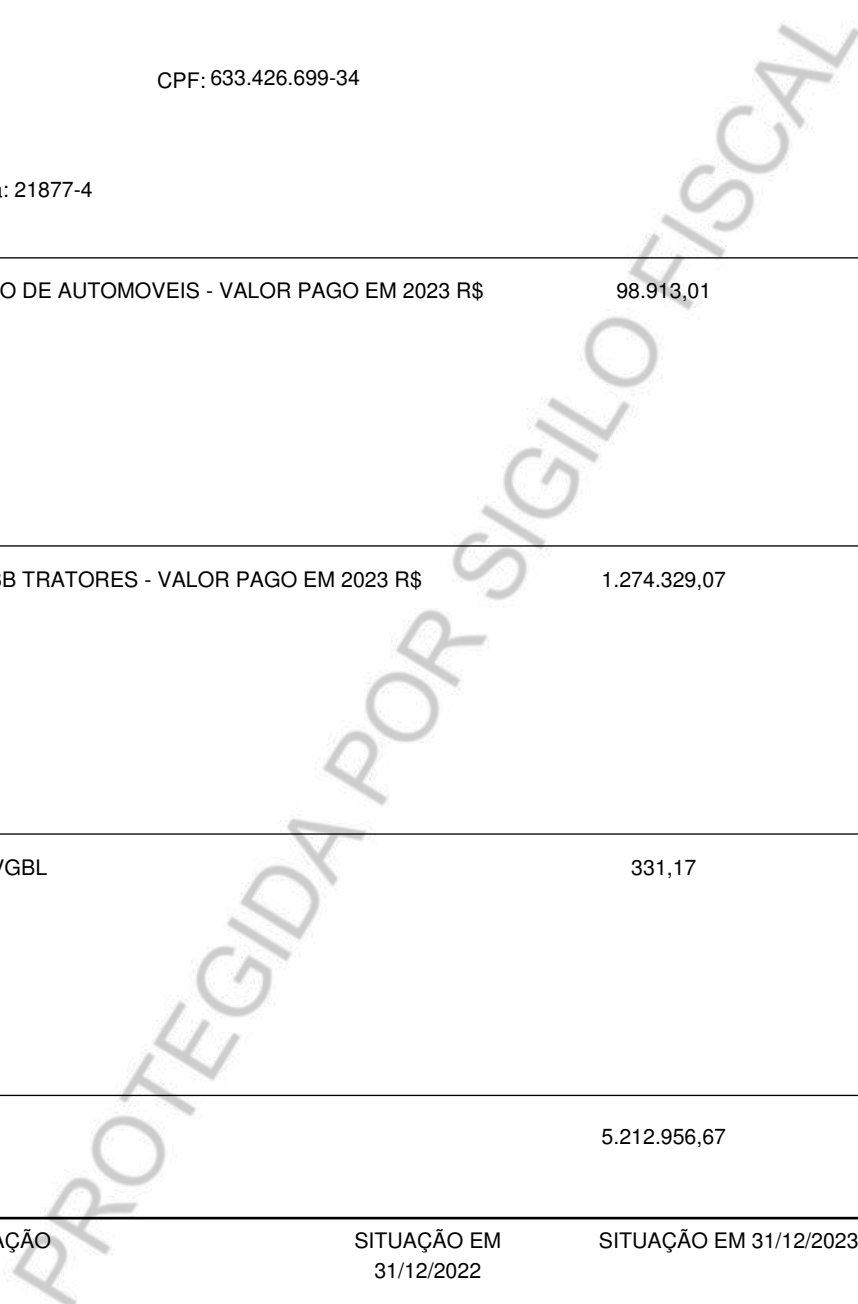 CPF: 633.426.699-34
: 21877-4
O DE AUTOMOVEIS - VALOR PAGO EM 2023 R$ 98.913,01
B TRATORES - VALOR PAGO EM 2023 R$ 1.274.329,07
VGBL 331,17
5.212.956,67
AÇÃO SITUAÇÃO EM 31/12/2022 SITUAÇÃO EM 31/12/2023
PROTEGIDA POR SIGILO FISCAL